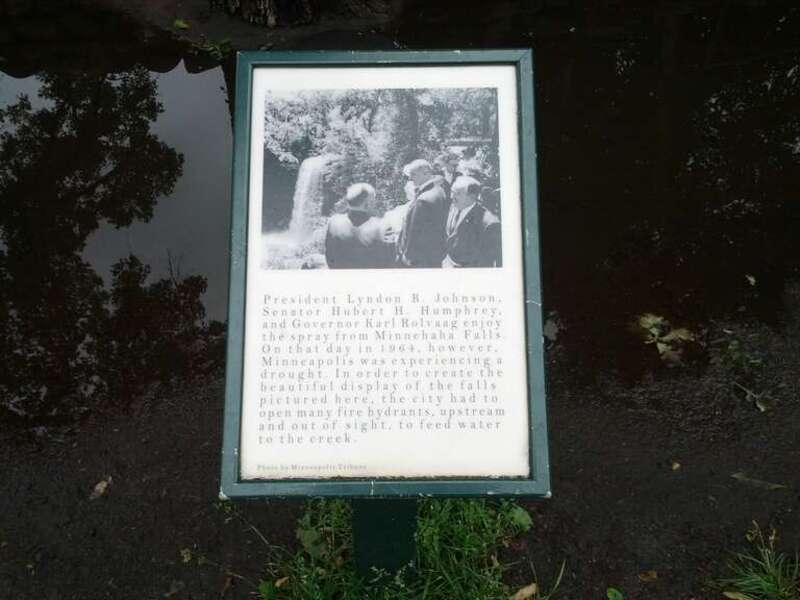 President Lyndon B. Johnson,
Senator Hubert H. Humphrey,
and Governor Karl Rolvaag enjoy
the spray from Minnehaha Falls.
On that day in 1964, however,
Minneapolis was experiencing a
drought. In order to create the
beautiful display of the falls
pictured here, the city had to
open many fire hydrants, upstream
and out of sight, to feed water
to the creek.
Photo by Minneapolis Tribune